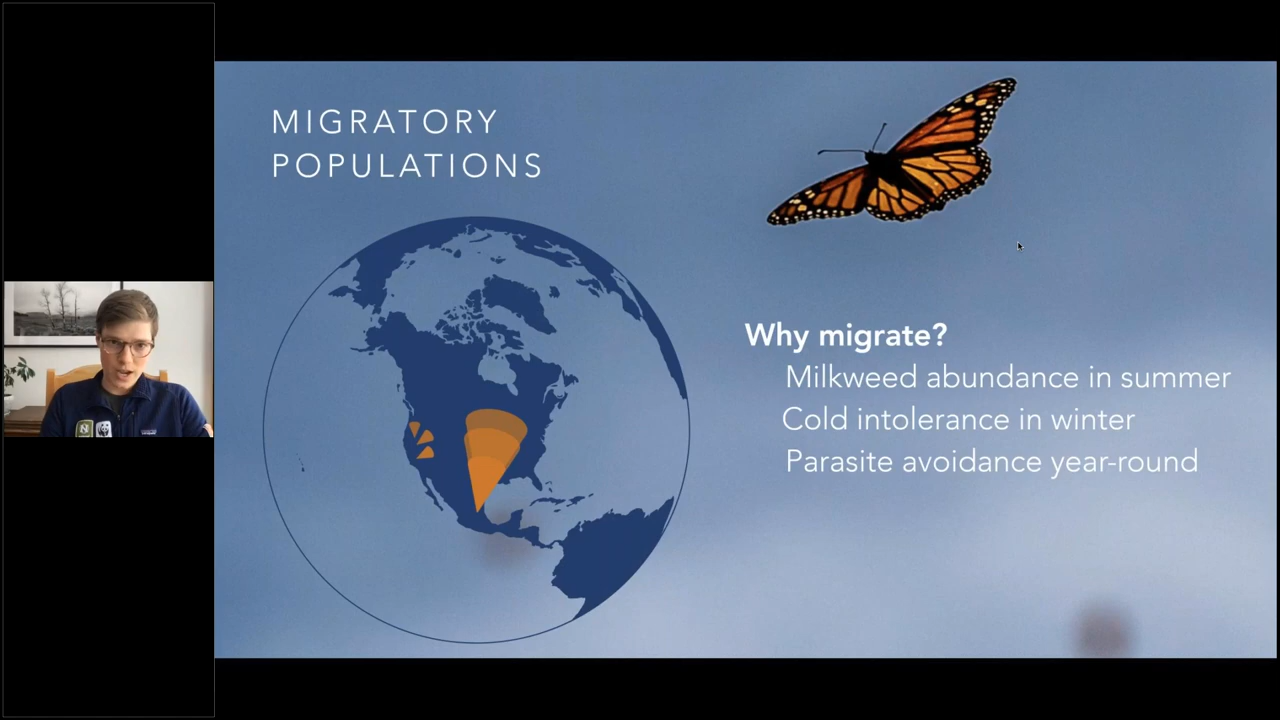 MIGRATORY
POPULATIONS
Why migrate?
Milkweed abundance in summer
Cold intolerance in winter
Parasite avoidance year-round